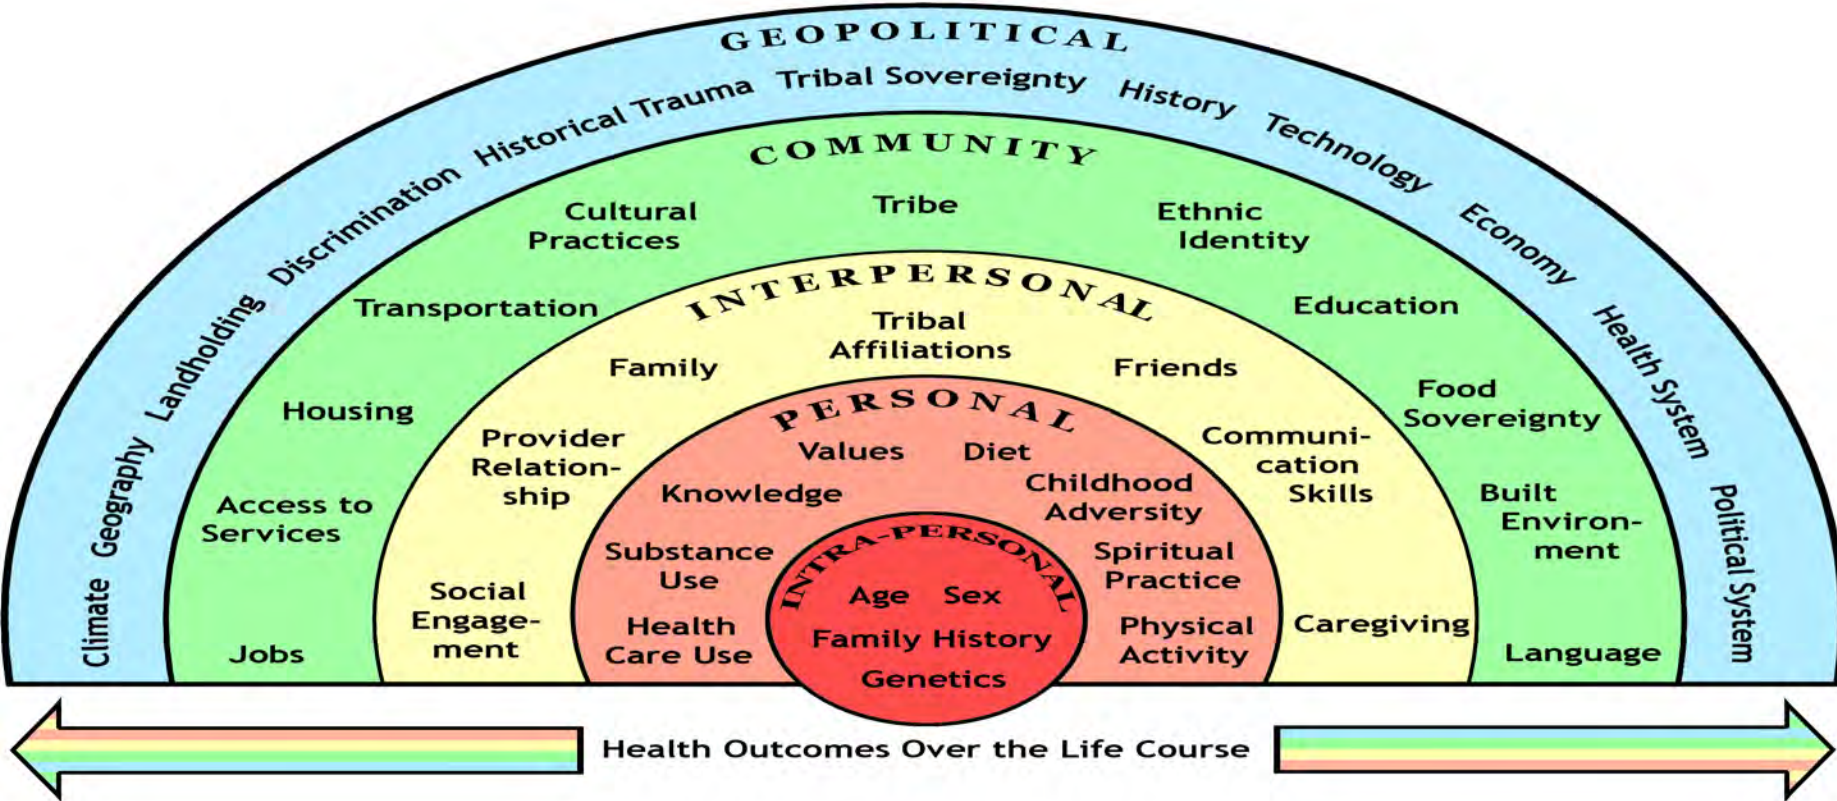 GEOPOLITICAL
Climate Geography Landholding Discrimination Historical Trauma Tribal Sovereignty History Technology Economy Health System Political System
COMMUNITY
Jobs
Access to
Services
Housing
Transportation
Cultural
Practices
Tribe
Ethnic
Identity
Education
Food
Sovereignty
Built
Environ-
ment
Language
INTERPERSONAL
Social
Engage-
ment
Provider
Relation-
ship
Family
Tribal
Affiliations
Friends
Communi-
cation
Skills
Caregiving
PERSONAL
Health
Care Use
Substance
Use
Knowledge
Values
Diet
Childhood
Adversity
Spiritual
Practice
Physical
Activity
INTRA-PERSONAL
Age Sex
Family History
Genetics
Health Outcomes Over the Life Course